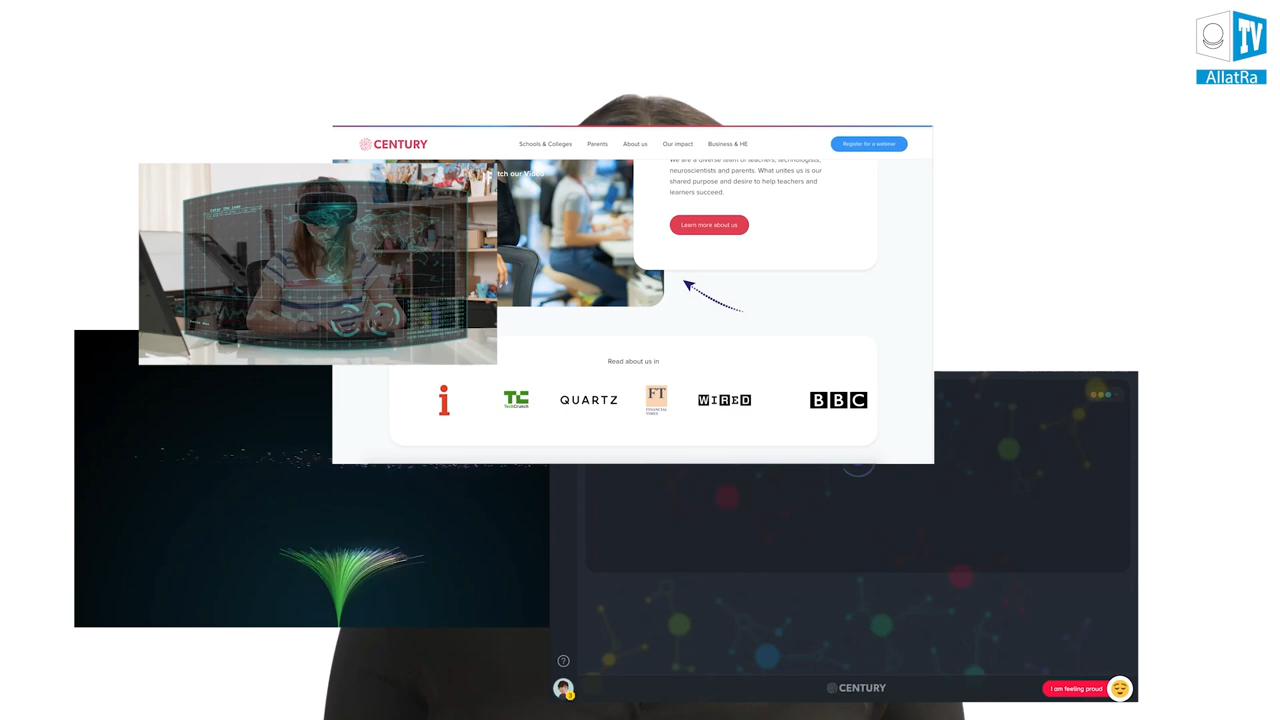 TV
AllatRa
CENTURY
Schools & Colleges
Parents
About us
Our impact
Business & HE
Register for a webinar
tch our Video
We are a diverse team of teachers, technologists,
neuroscientists and parents. What unites us is our
shared purpose and desire to help teachers and
learners succeed.
Learn more about us
Read about us in
i
TC
TechCrunch
QUARTZ
FT
FINANCIAL
TIMES
WIRED
BBC
?
CENTURY
I am feeling proud